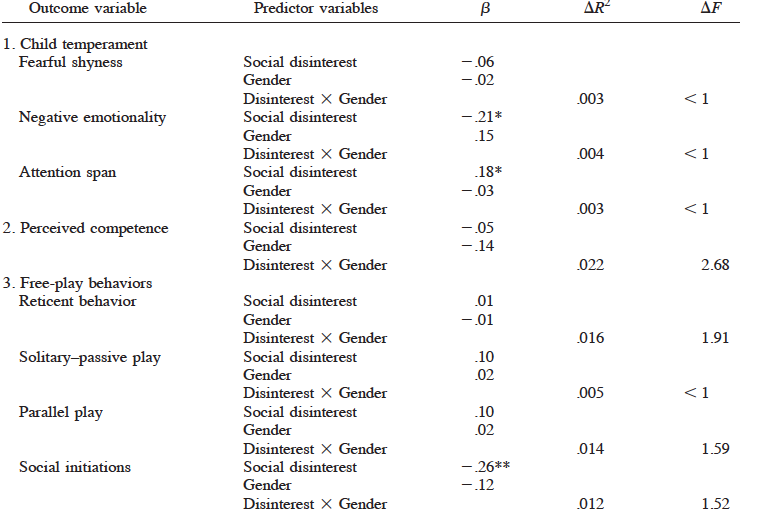 Outcome variable Predictor variables β ΔR² ΔF
1. Child temperament
Fearful shyness Social disinterest −.06
Gender −.02
Disinterest × Gender .003 < 1
Negative emotionality Social disinterest −.21*
Gender .15
Disinterest × Gender .004 < 1
Attention span Social disinterest .18*
Gender −.03
Disinterest × Gender .003 < 1
2. Perceived competence Social disinterest −.05
Gender −.14
Disinterest × Gender .022 2.68
3. Free-play behaviors
Reticent behavior Social disinterest .01
Gender −.01
Disinterest × Gender .016 1.91
Solitary–passive play Social disinterest .10
Gender .02
Disinterest × Gender .005 < 1
Parallel play Social disinterest .10
Gender .02
Disinterest × Gender .014 1.59
Social initiations Social disinterest −.26**
Gender −.12
Disinterest × Gender .012 1.52